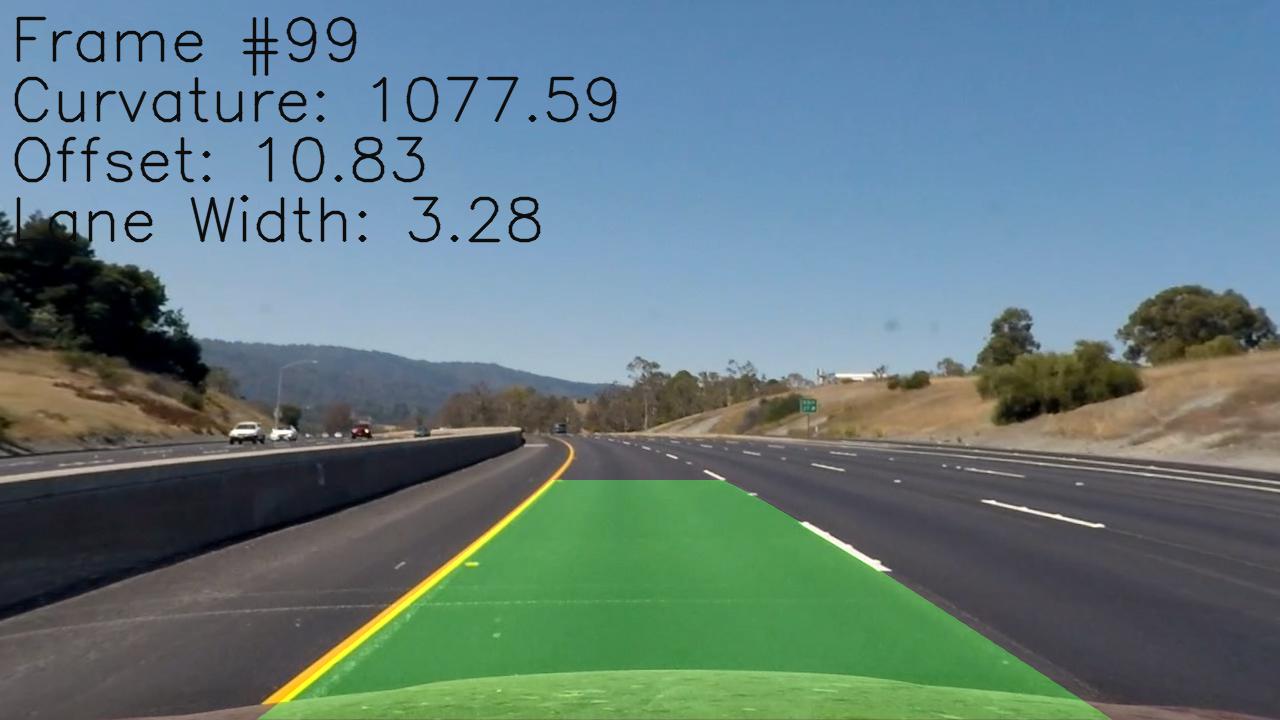 Frame #99
Curvature: 1077.59
Offset: 10.83
Lane Width: 3.28